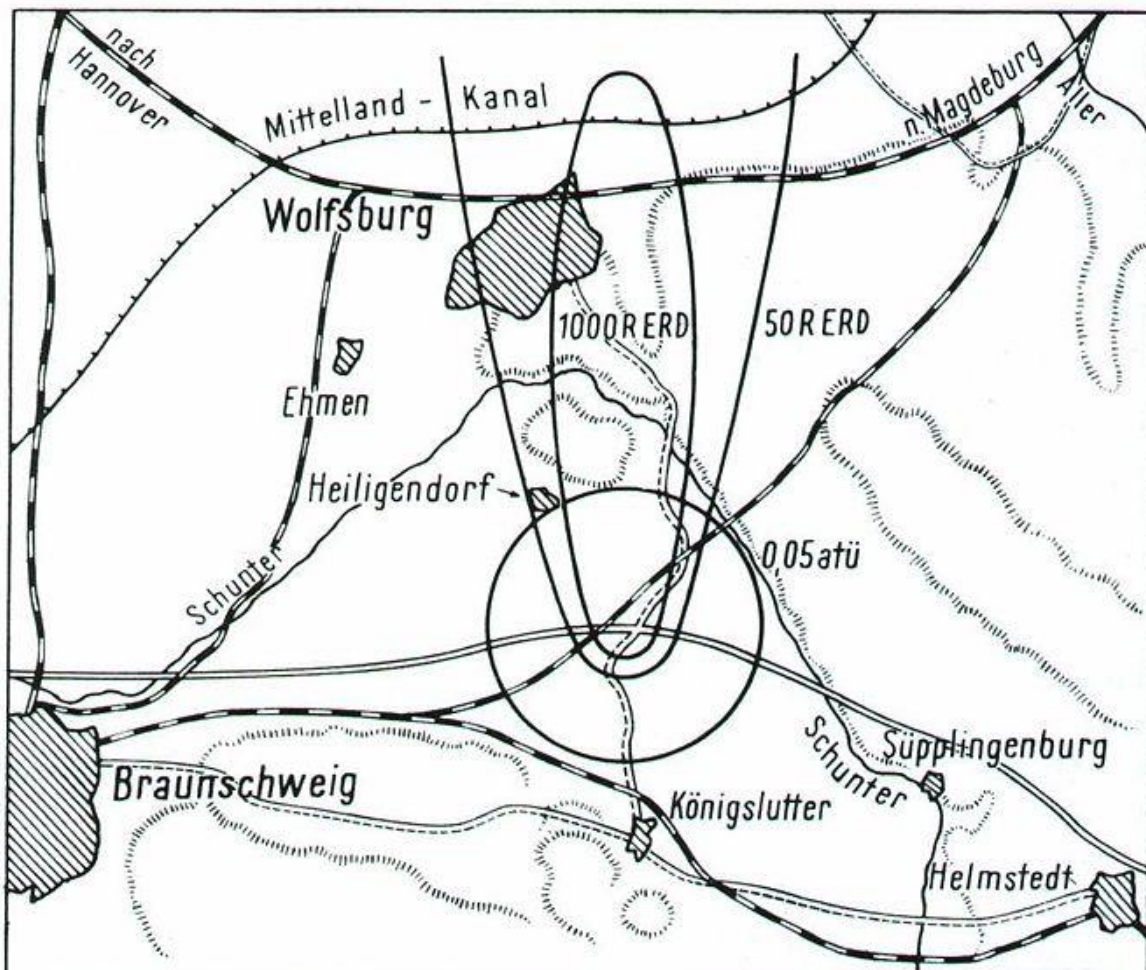 nach
Hannover
Mittelland - Kanal
n. Magdeburg
Aller
Wolfsburg
1000 R ERD
50 R ERD
Ehmen
Heiligendorf
Schunter
0 05 atü
Braunschweig
Schunter
Süpplingenburg
Königslutter
Helmstedt